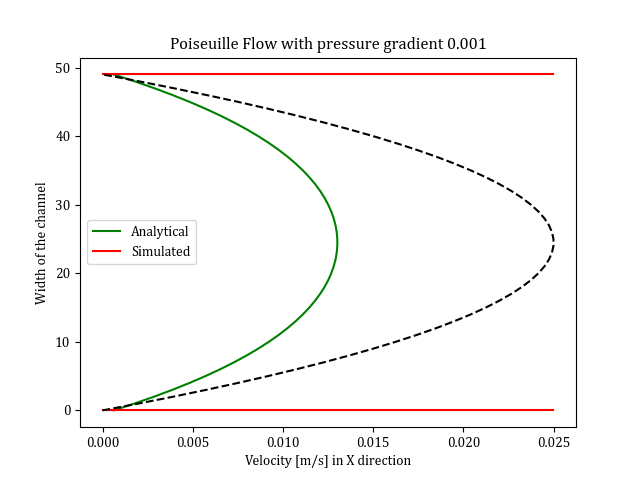 Poiseuille Flow with pressure gradient 0.001
50
40
30
20
10
0
Width of the channel
Analytical
Simulated
0.000 0.005 0.010 0.015 0.020 0.025
Velocity [m/s] in X direction